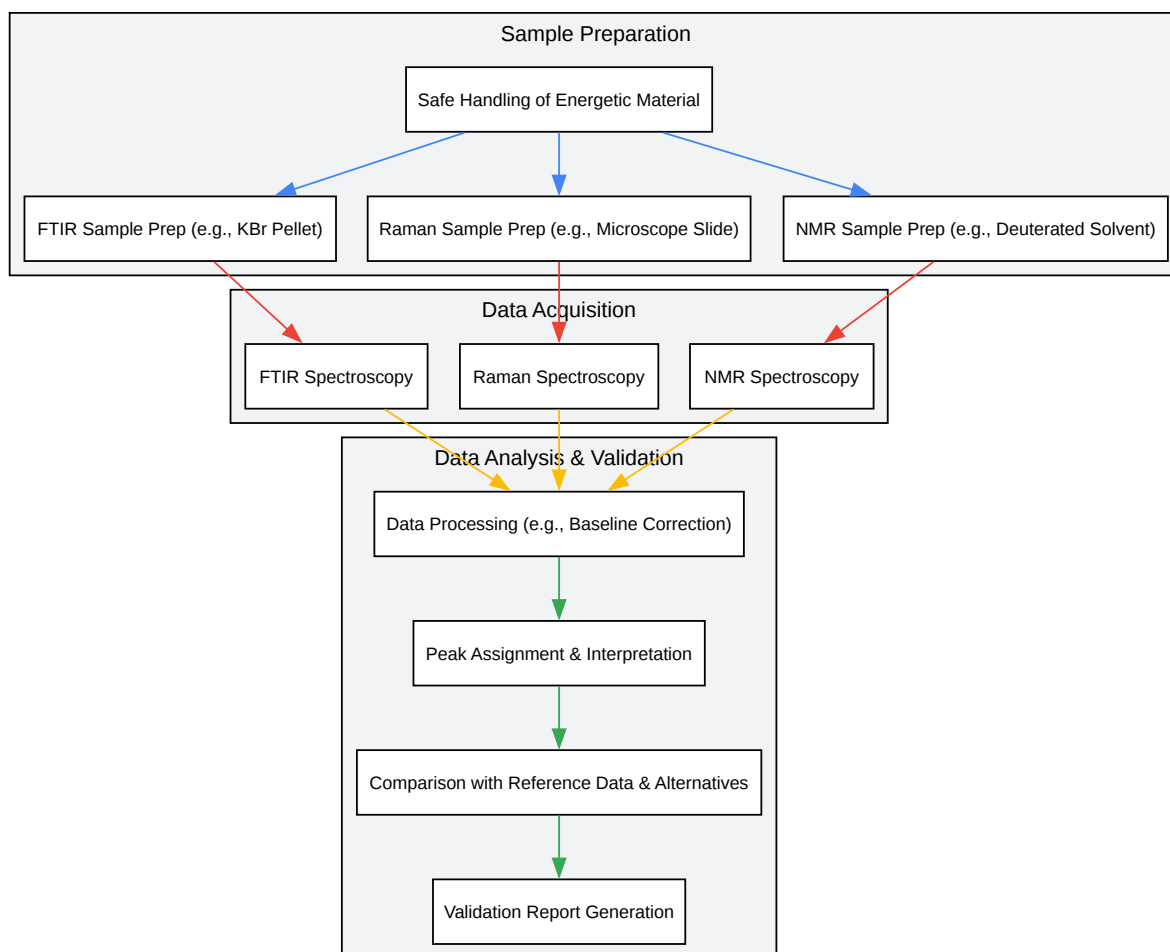 Sample Preparation
Safe Handling of Energetic Material
FTIR Sample Prep (e.g., KBr Pellet)
Raman Sample Prep (e.g., Microscope Slide)
NMR Sample Prep (e.g., Deuterated Solvent)
Data Acquisition
FTIR Spectroscopy
Raman Spectroscopy
NMR Spectroscopy
Data Analysis & Validation
Data Processing (e.g., Baseline Correction)
Peak Assignment & Interpretation
Comparison with Reference Data & Alternatives
Validation Report Generation